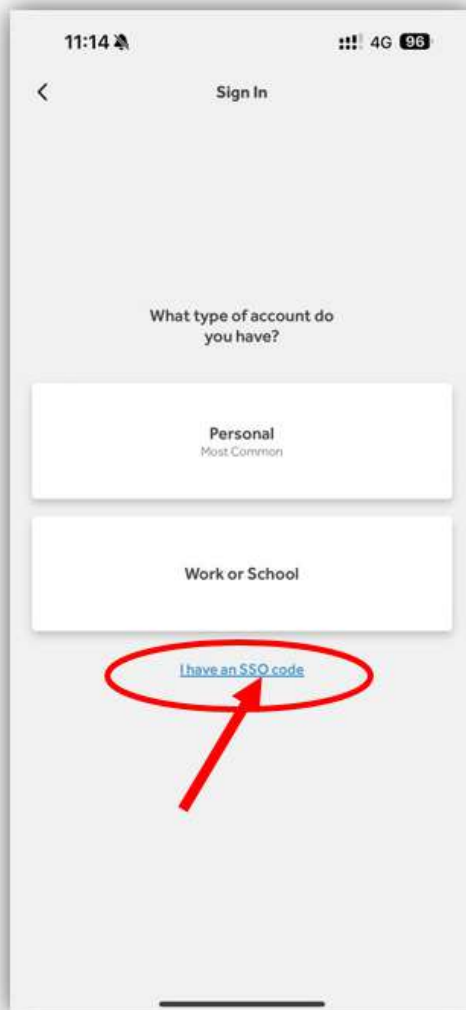 11:14
4G 96
Sign In
What type of account do
you have?
Personal
Most Common
Work or School
I have an SSO code